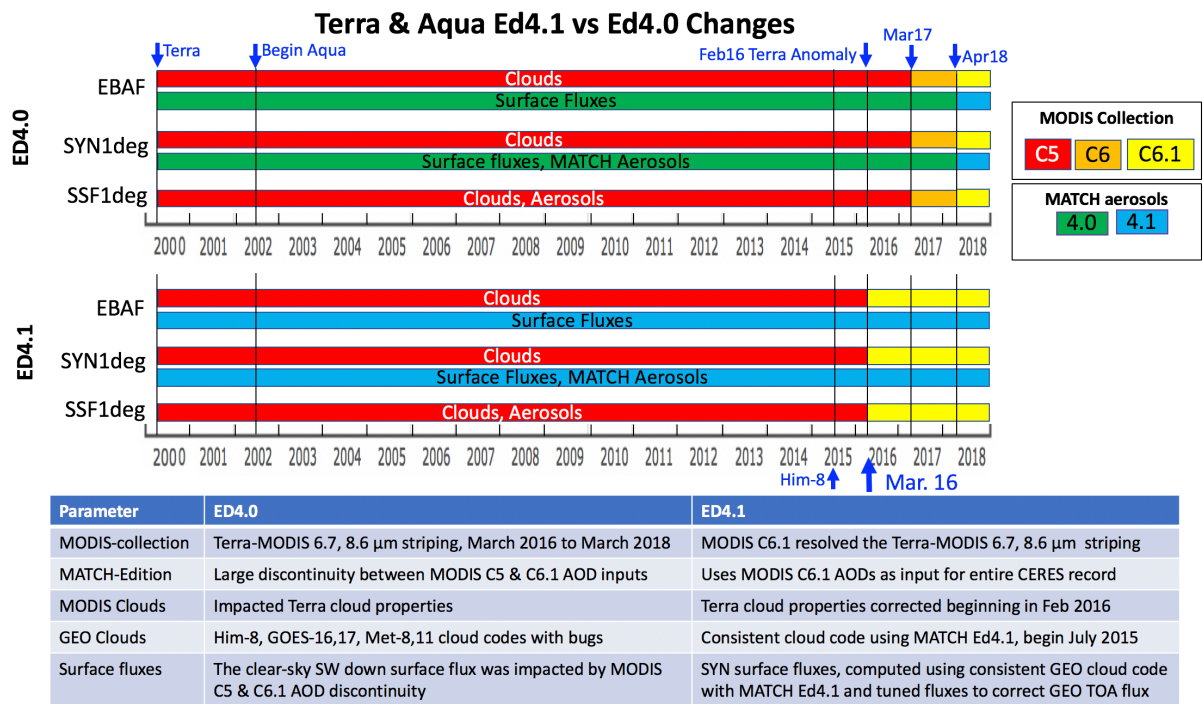 Terra & Aqua Ed4.1 vs Ed4.0 Changes
Terra
Begin Aqua
Feb16 Terra Anomaly
Mar17
Apr18
ED4.0
EBAF
Clouds
Surface Fluxes
SYN1deg
Clouds
Surface fluxes, MATCH Aerosols
SSF1deg
Clouds, Aerosols
2000 2001 2002 2003 2004 2005 2006 2007 2008 2009 2010 2011 2012 2013 2014 2015 2016 2017 2018
MODIS Collection
C5 C6 C6.1
MATCH aerosols
4.0 4.1
ED4.1
EBAF
Clouds
Surface Fluxes
SYN1deg
Clouds
Surface Fluxes, MATCH Aerosols
SSF1deg
Clouds, Aerosols
2000 2001 2002 2003 2004 2005 2006 2007 2008 2009 2010 2011 2012 2013 2014 2015 2016 2017 2018
Him-8
Mar. 16
Parameter ED4.0 ED4.1
MODIS-collection Terra-MODIS 6.7, 8.6 µm striping, March 2016 to March 2018 MODIS C6.1 resolved the Terra-MODIS 6.7, 8.6 µm striping
MATCH-Edition Large discontinuity between MODIS C5 & C6.1 AOD inputs Uses MODIS C6.1 AODs as input for entire CERES record
MODIS Clouds Impacted Terra cloud properties Terra cloud properties corrected beginning in Feb 2016
GEO Clouds Him-8, GOES-16,17, Met-8,11 cloud codes with bugs Consistent cloud code using MATCH Ed4.1, begin July 2015
Surface fluxes The clear-sky SW down surface flux was impacted by MODIS SYN surface fluxes, computed using consistent GEO cloud code
C5 & C6.1 AOD discontinuity with MATCH Ed4.1 and tuned fluxes to correct GEO TOA flux